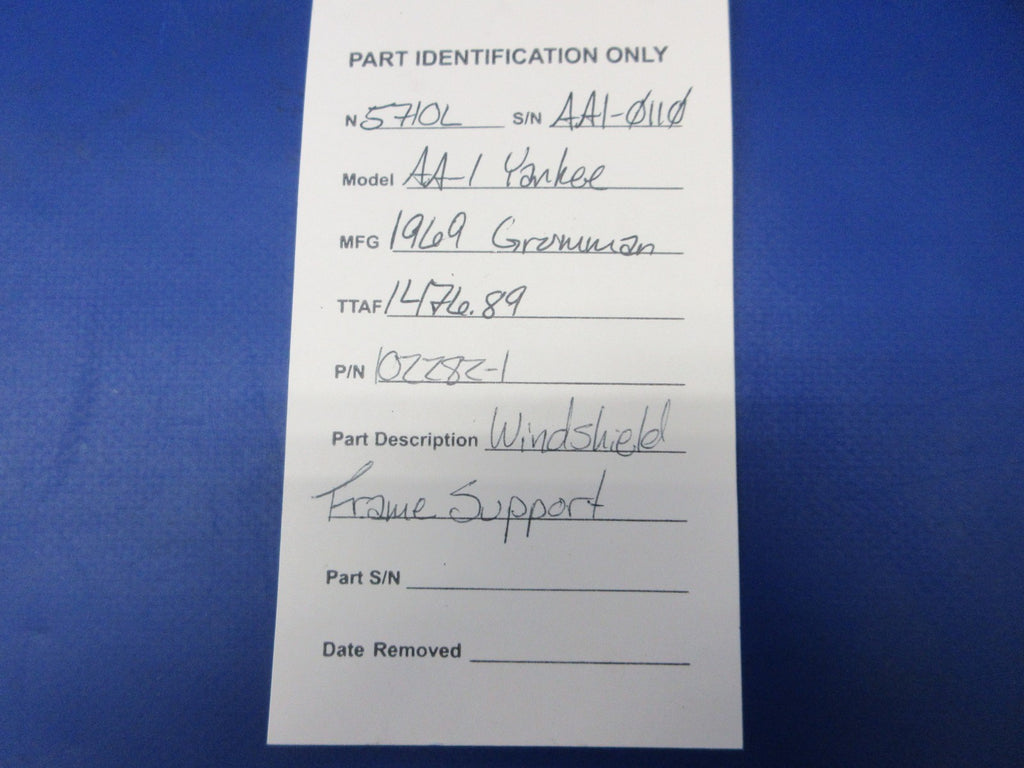 PART IDENTIFICATION ONLY
N 5710L S/N AA1-0110
Model AA-1 Yankee
MFG 1969 Grumman
TTAF 1476.89
P/N 102282-1
Part Description Windshield
Frame Support
Part S/N
Date Removed